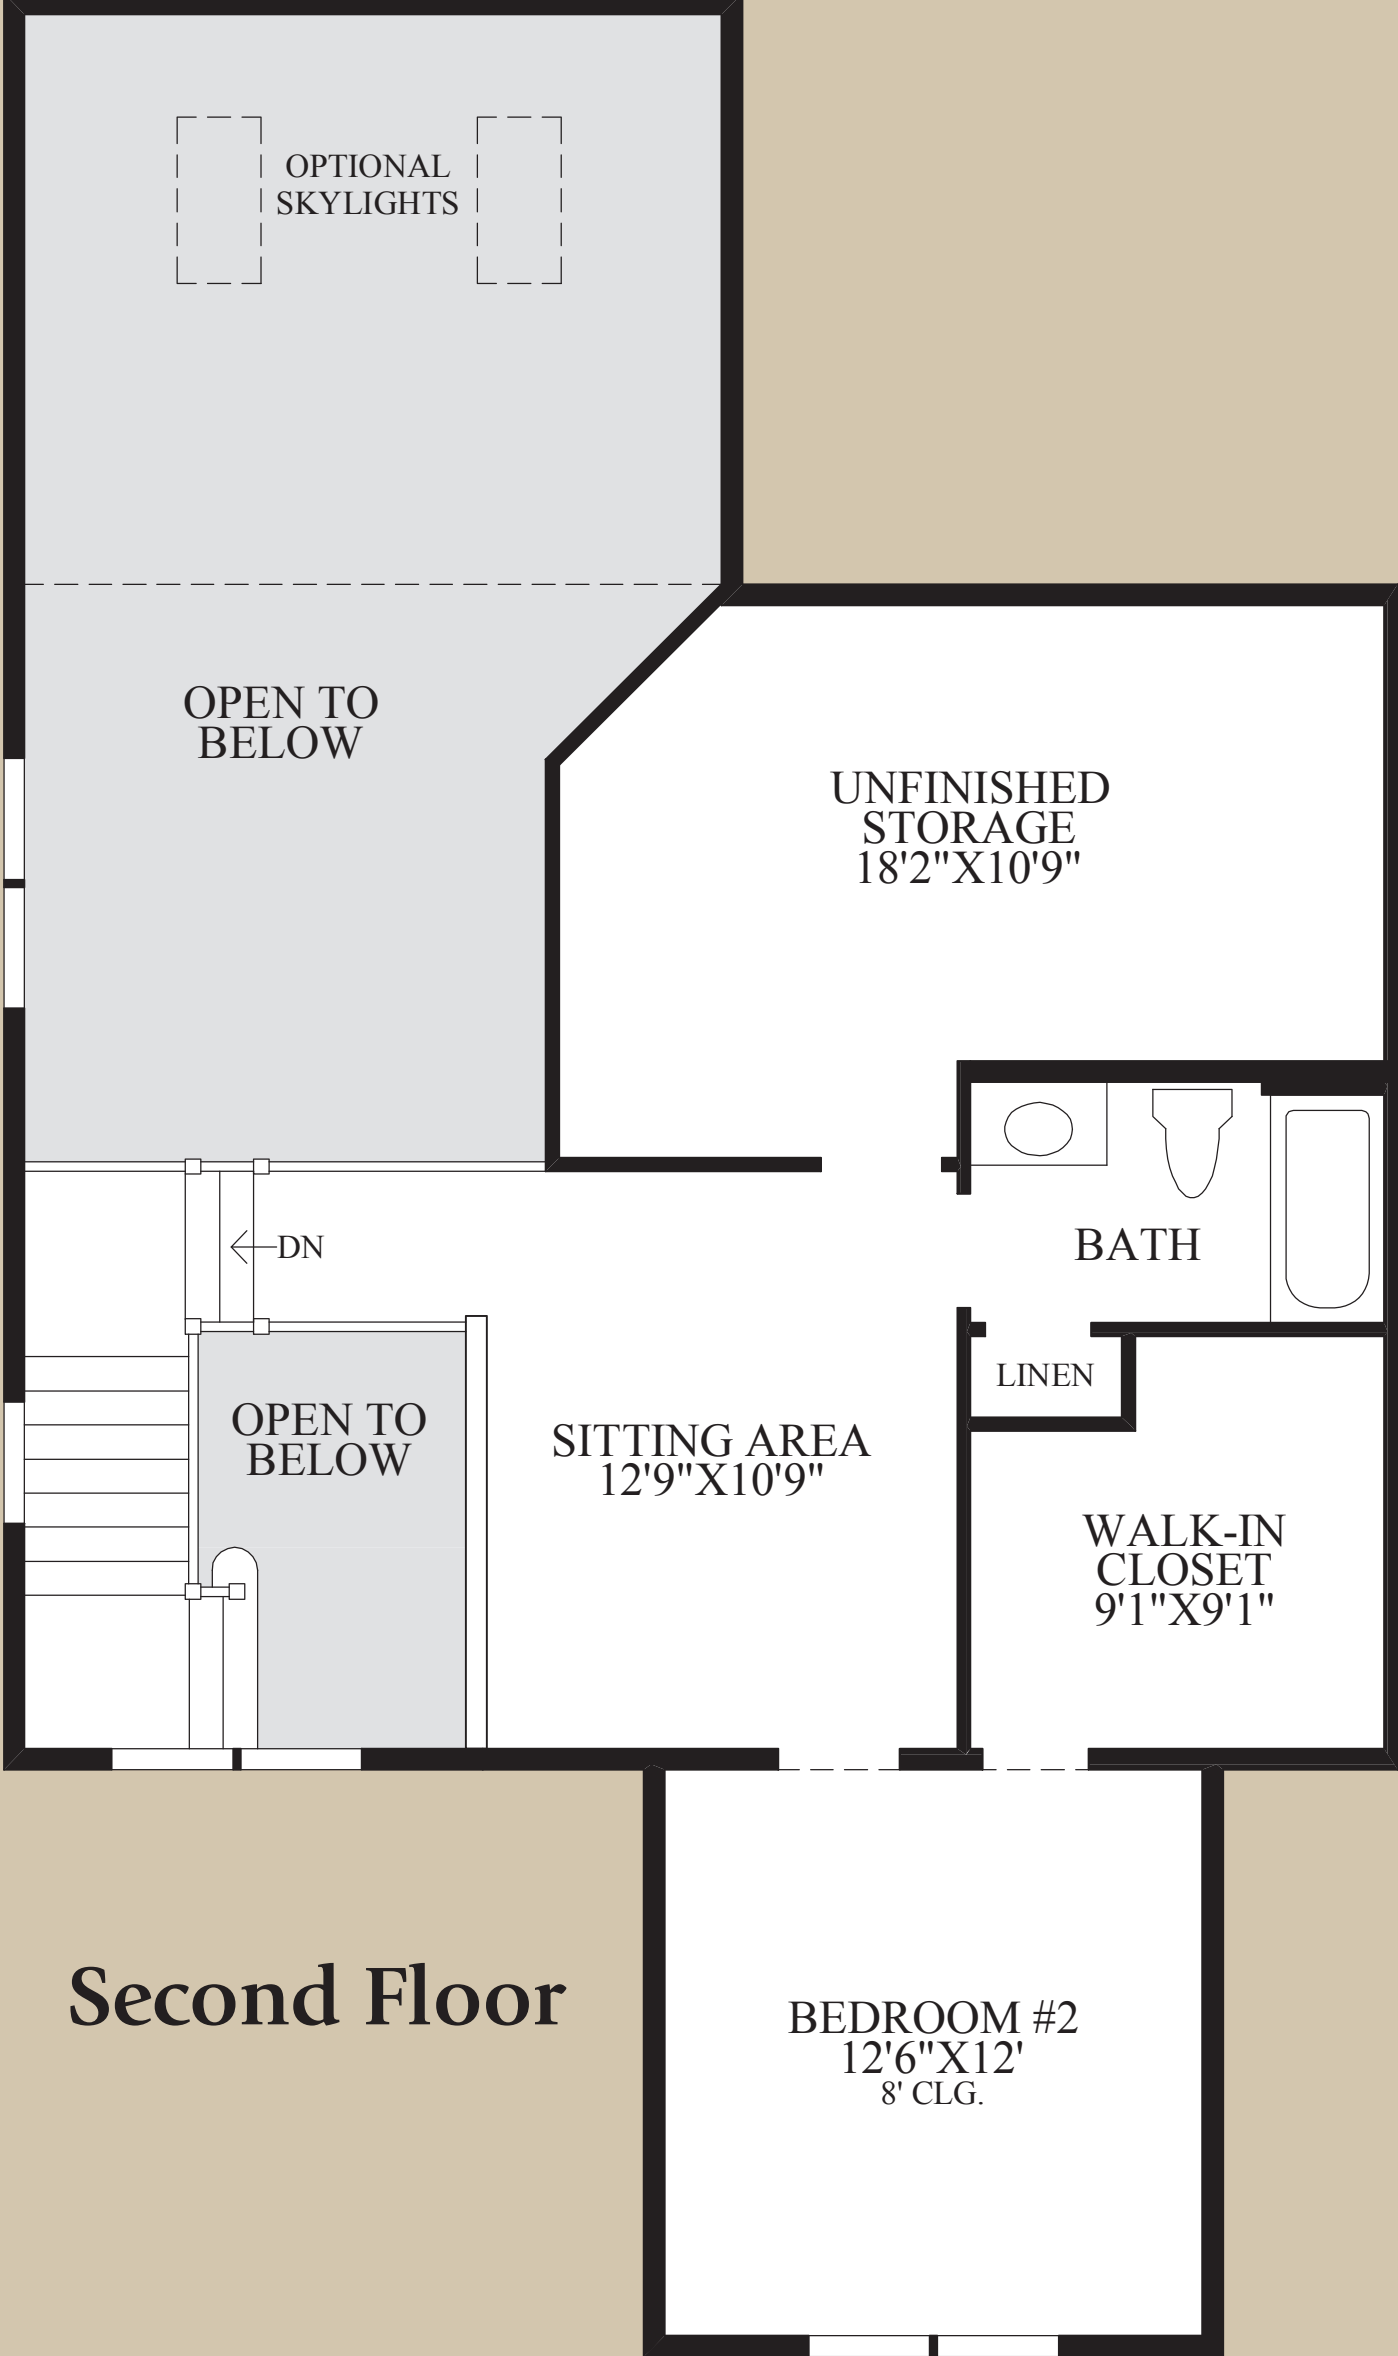 OPTIONAL
SKYLIGHTS
OPEN TO
BELOW
UNFINISHED
STORAGE
18'2"X10'9"
DN
BATH
LINEN
OPEN TO
BELOW
SITTING AREA
12'9"X10'9"
WALK-IN
CLOSET
9'1"X9'1"
Second Floor
BEDROOM #2
12'6"X12'
8' CLG.